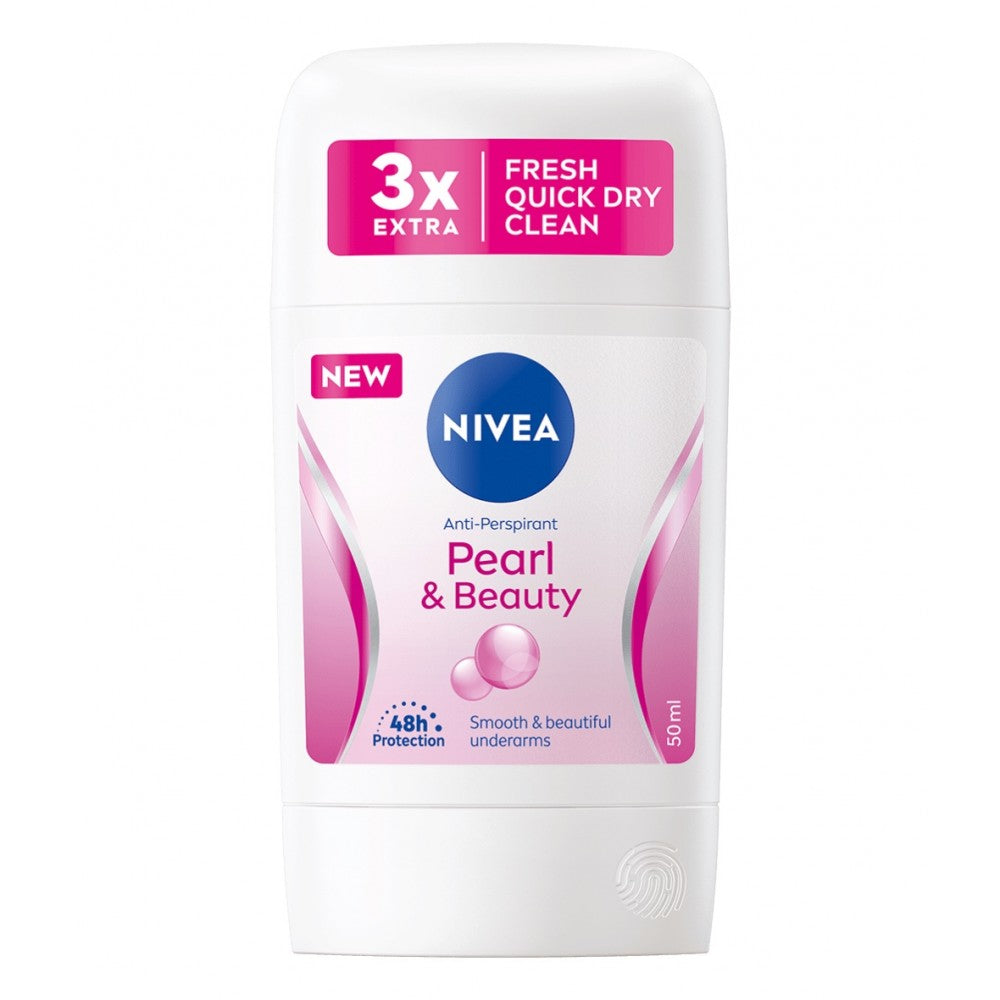 3x
EXTRA
FRESH
QUICK DRY
CLEAN
NEW
NIVEA
Anti-Perspirant
Pearl
& Beauty
48h
Protection
Smooth & beautiful
underarms
50ml